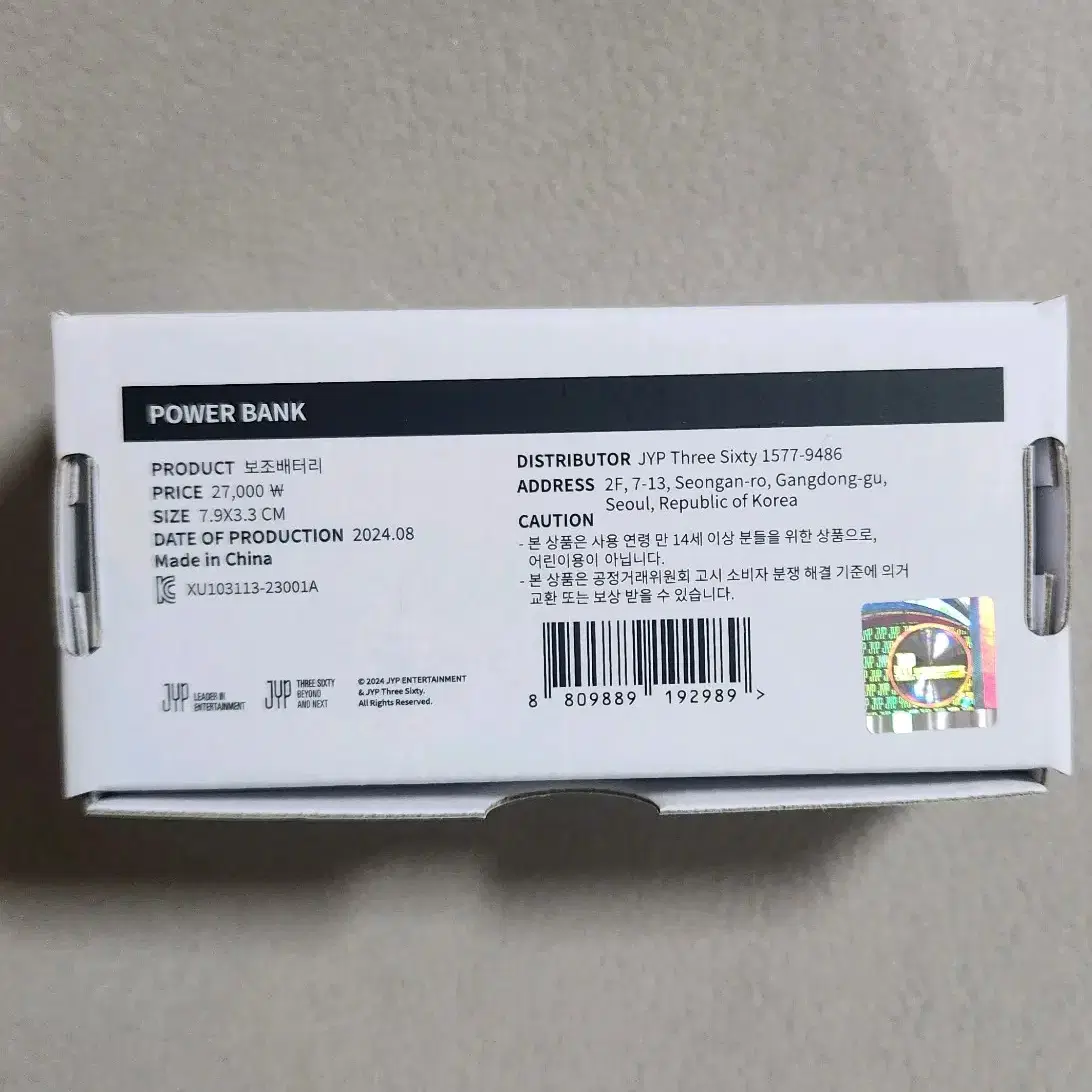 POWER BANK
PRODUCT 보조배터리
PRICE 27,000 ₩
SIZE 7.9X3.3 CM
DATE OF PRODUCTION 2024.08
Made in China
XU103113-23001A
DISTRIBUTOR JYP Three Sixty 1577-9486
ADDRESS 2F, 7-13, Seongan-ro, Gangdong-gu,
Seoul, Republic of Korea
CAUTION
- 본 상품은 사용 연령 만 14세 이상 분들을 위한 상품으로,
어린이용이 아닙니다.
- 본 상품은 공정거래위원회 고시 소비자 분쟁 해결 기준에 의거
교환 또는 보상 받을 수 있습니다.
JYP LEADER IN
ENTERTAINMENT
JYP THREE SIXTY
BEYOND
AND NEXT
© 2024 JYP ENTERTAINMENT
& JYP Three Sixty.
All Rights Reserved.
8 809889 192989 >
JYP JYP JYP